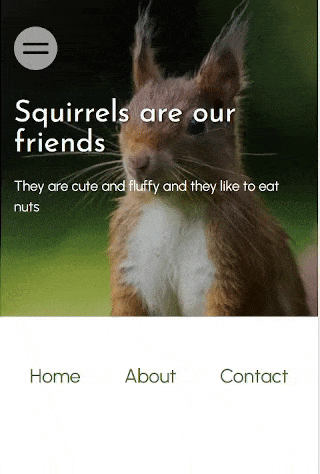 Squirrels are our
friends
They are cute and fluffy and they like to eat
nuts
Home About Contact